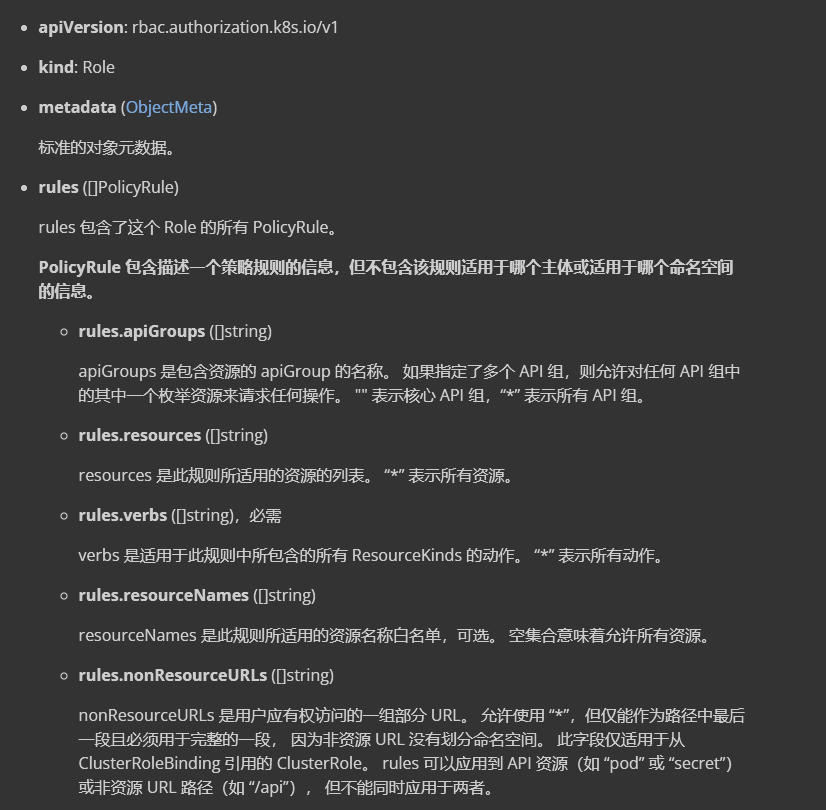 apiVersion: rbac.authorization.k8s.io/v1
kind: Role
metadata (ObjectMeta)
标准的对象元数据。
rules ([]PolicyRule)
rules 包含了这个 Role 的所有 PolicyRule。
PolicyRule 包含描述一个策略规则的信息，但不包含该规则适用于哪个主体或适用于哪个命名空间
的信息。
rules.apiGroups ([]string)
apiGroups 是包含资源的 apiGroup 的名称。 如果指定了多个 API 组，则允许对任何 API 组中
的其中一个枚举资源来请求任何操作。 "" 表示核心 API 组，“*” 表示所有 API 组。
rules.resources ([]string)
resources 是此规则所适用的资源的列表。 “*” 表示所有资源。
rules.verbs ([]string)，必需
verbs 是适用于此规则中所包含的所有 ResourceKinds 的动作。 “*” 表示所有动作。
rules.resourceNames ([]string)
resourceNames 是此规则所适用的资源名称白名单，可选。 空集合意味着允许所有资源。
rules.nonResourceURLs ([]string)
nonResourceURLs 是用户应有权访问的一组部分 URL。 允许使用 “*”，但仅能作为路径中最后
一段且必须用于完整的一段， 因为非资源 URL 没有划分命名空间。 此字段仅适用于从
ClusterRoleBinding 引用的 ClusterRole。 rules 可以应用到 API 资源（如 “pod” 或 “secret”）
或非资源 URL 路径（如 “/api”）， 但不能同时应用于两者。